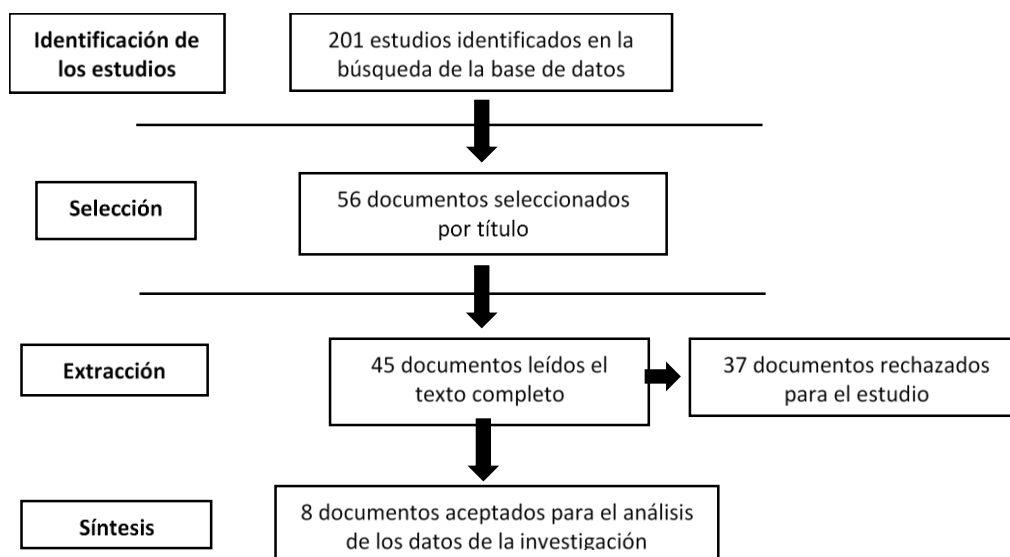 Identificación de
los estudios
201 estudios identificados en la
búsqueda de la base de datos
Selección
56 documentos seleccionados
por título
Extracción
45 documentos leídos el
texto completo
37 documentos rechazados
para el estudio
Síntesis
8 documentos aceptados para el análisis
de los datos de la investigación